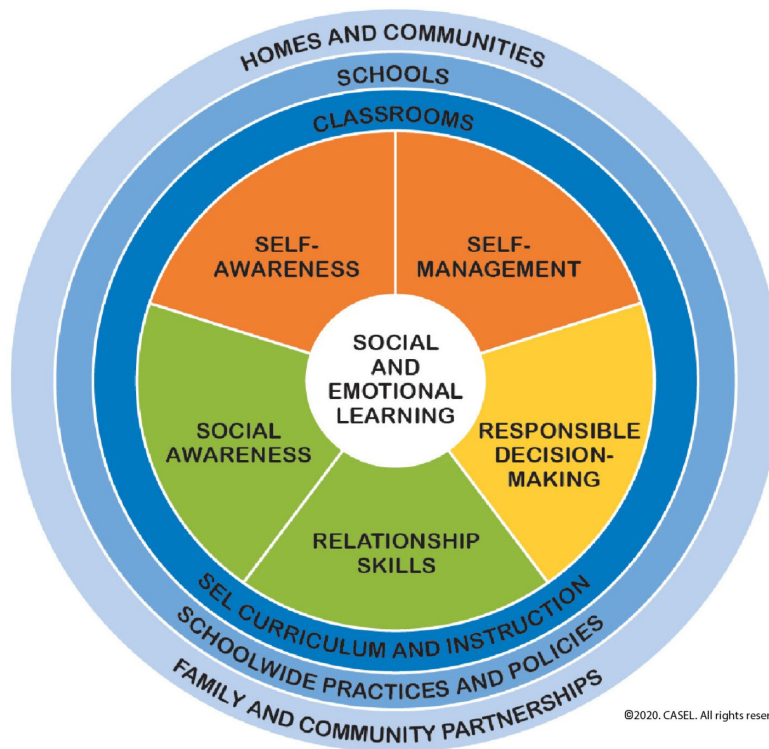 HOMES AND COMMUNITIES
SCHOOLS
CLASSROOMS
SELF-
AWARENESS
SELF-
MANAGEMENT
SOCIAL
AND
EMOTIONAL
LEARNING
SOCIAL
AWARENESS
RESPONSIBLE
DECISION-
MAKING
RELATIONSHIP
SKILLS
SEL CURRICULUM AND INSTRUCTION
SCHOOLWIDE PRACTICES AND POLICIES
FAMILY AND COMMUNITY PARTNERSHIPS
©2020. CASEL. All rights reser